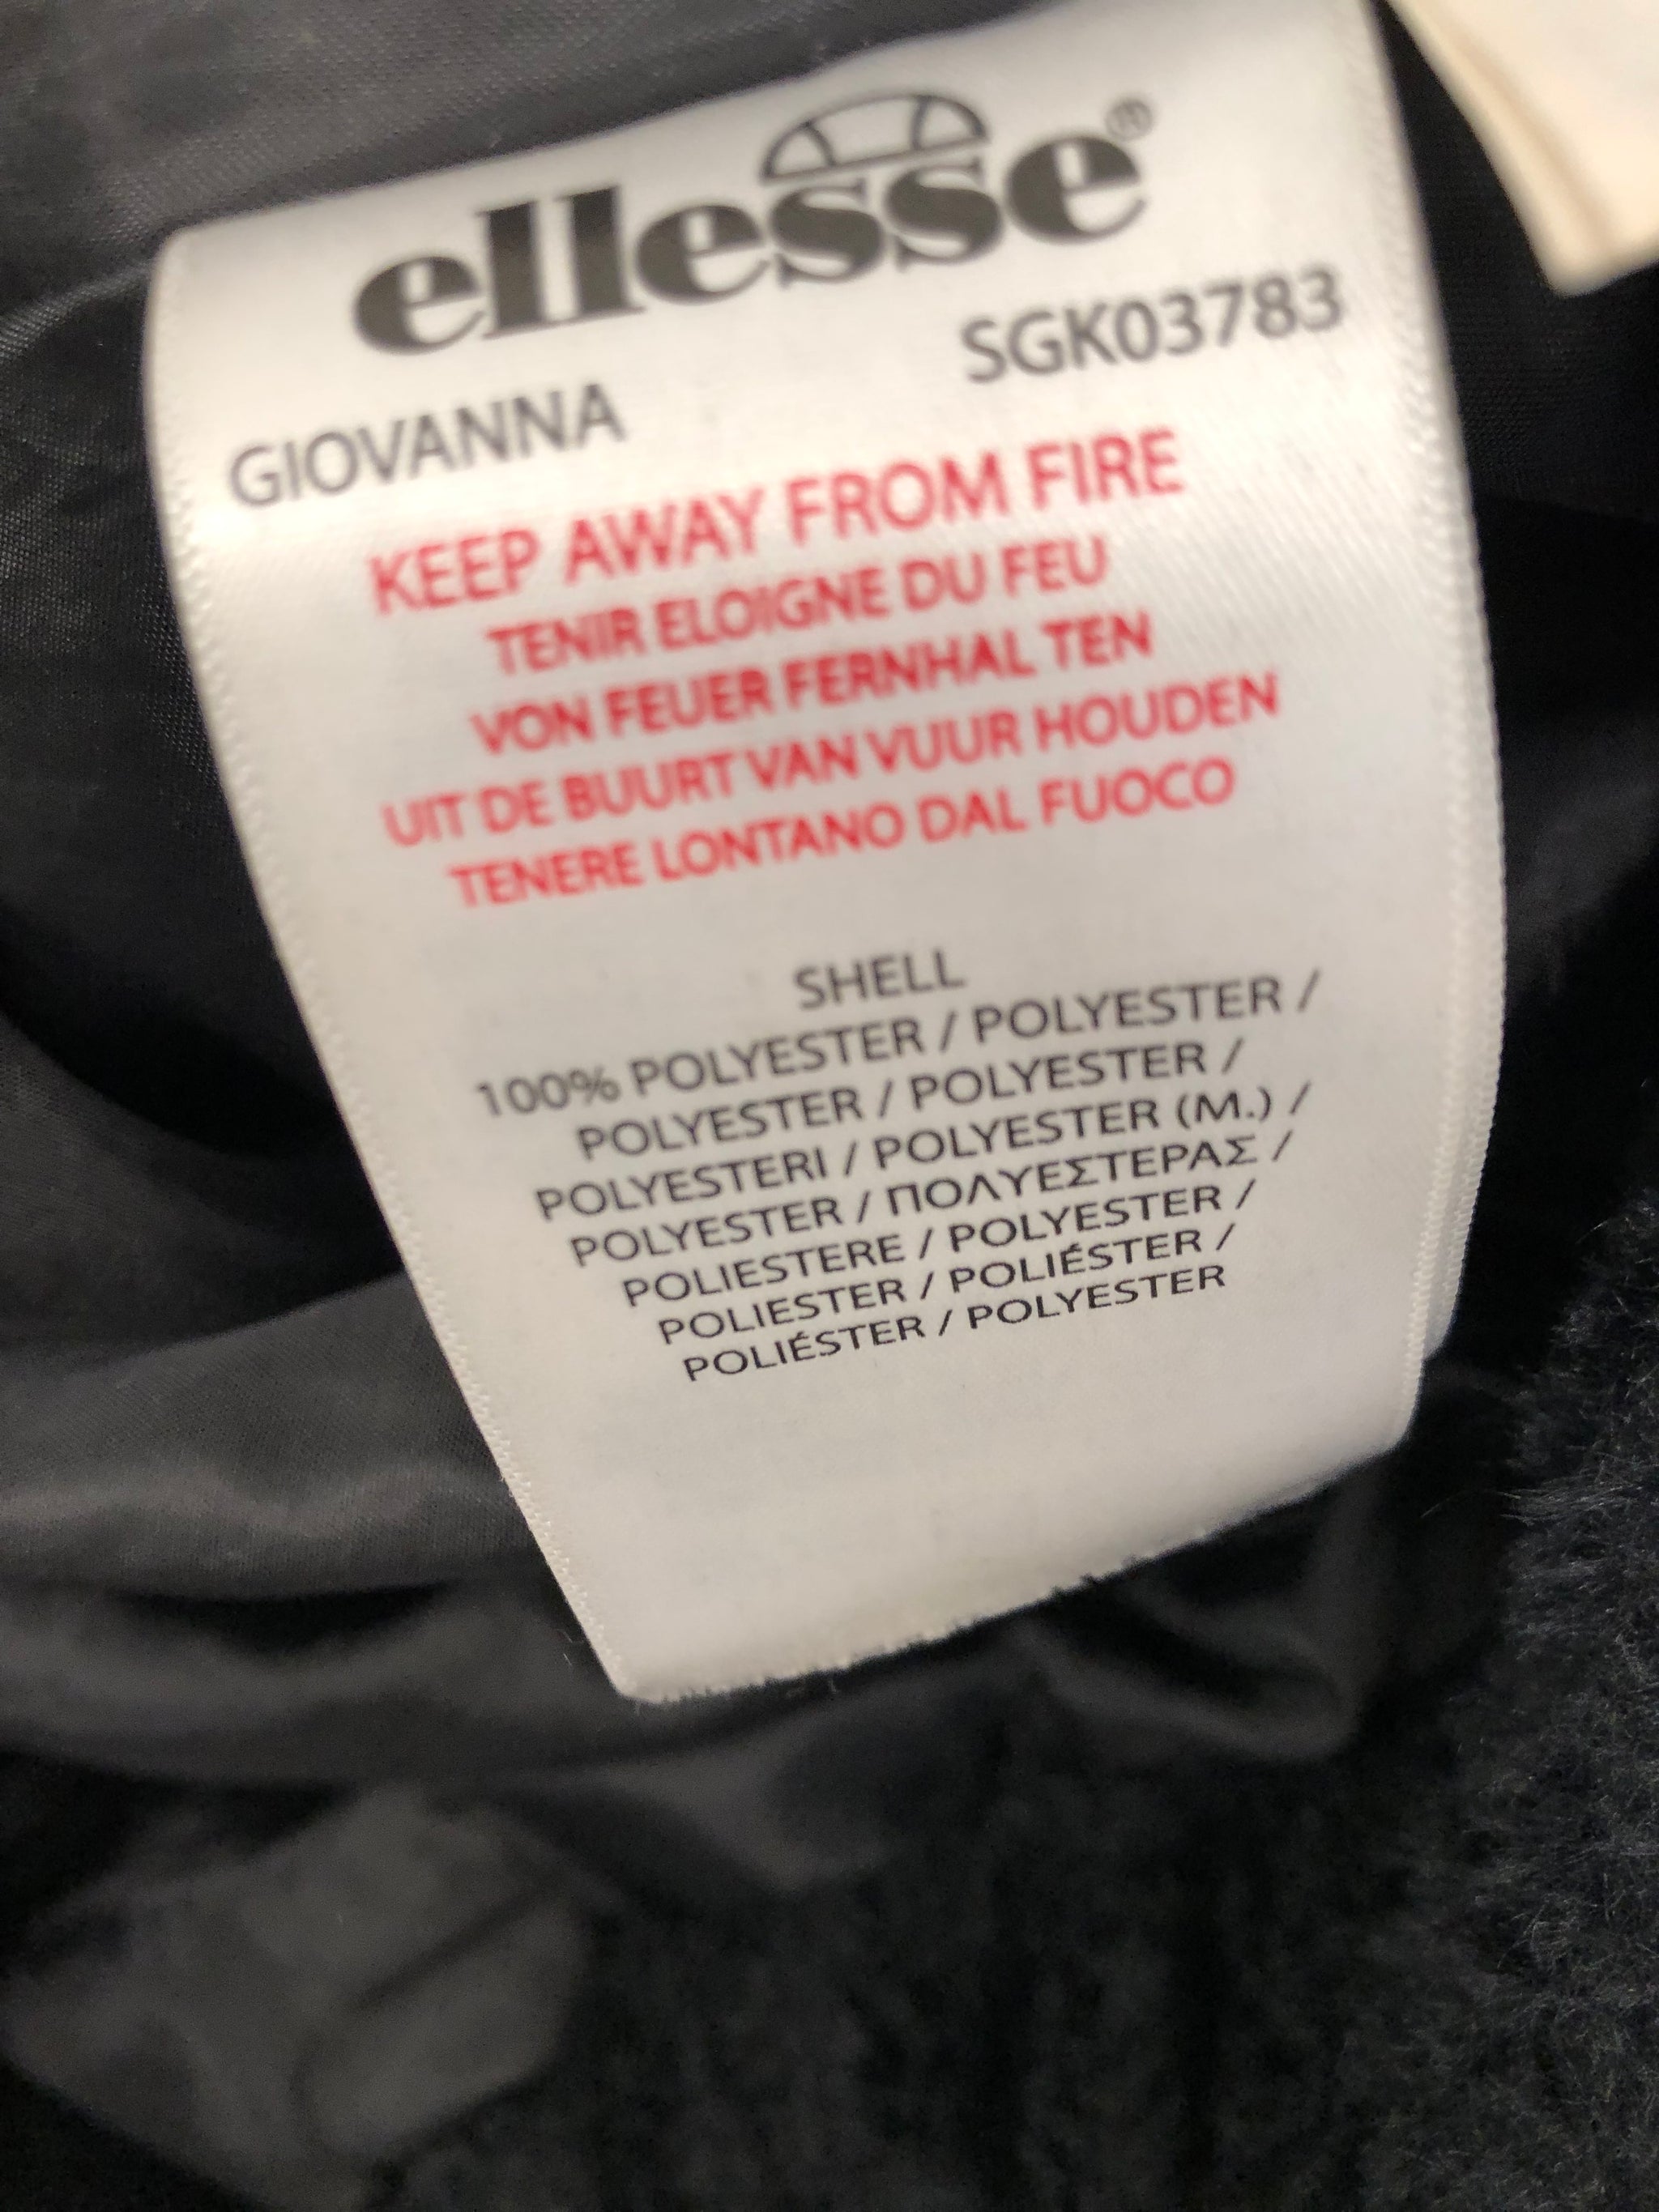 ellesse®
GIOVANNA SGK03783
KEEP AWAY FROM FIRE
TENIR ELOIGNE DU FEU
VON FEUER FERNHAL TEN
UIT DE BUURT VAN VUUR HOUDEN
TENERE LONTANO DAL FUOCO
SHELL
100% POLYESTER / POLYESTER /
POLYESTER / POLYESTER /
POLYESTERI / POLYESTER (M.) /
POLYESTER / ΠΟΛΥΕΣΤΕΡΑΣ /
POLIESTERE / POLYESTER /
POLIESTER / POLIÉSTER /
POLIÉSTER / POLYESTER